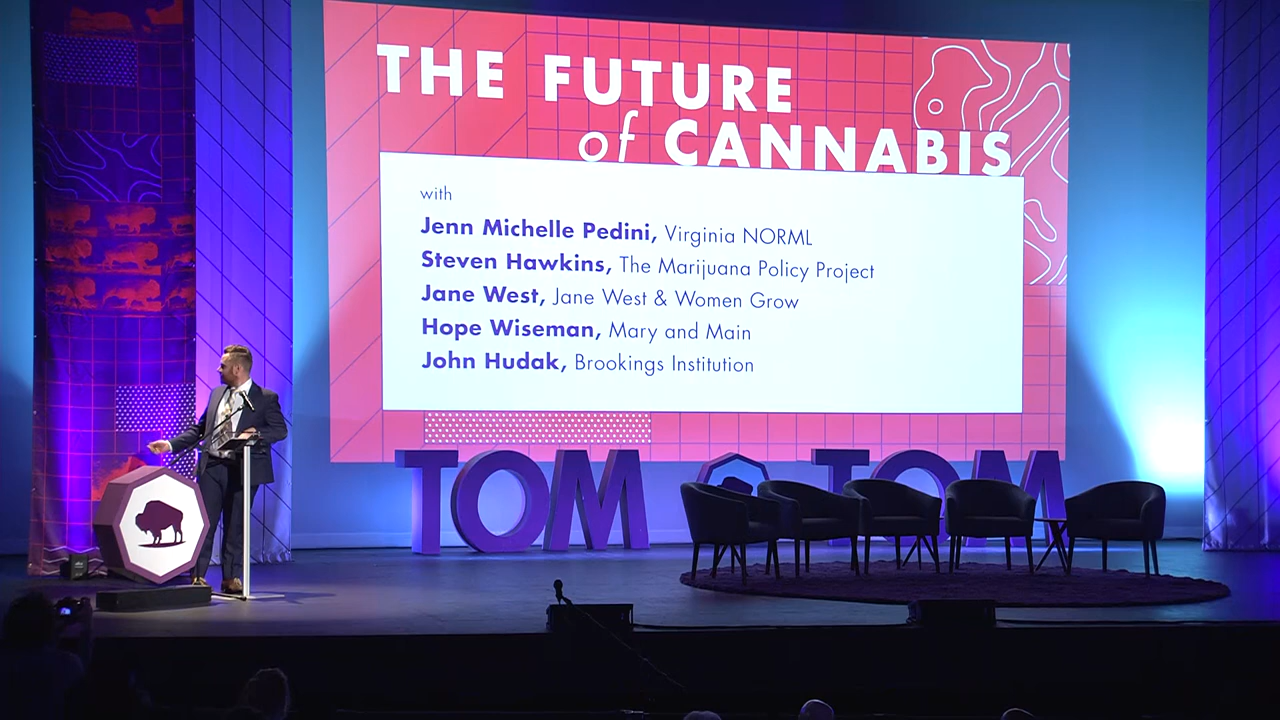 THE FUTURE
of CANNABIS
with
Jenn Michelle Pedini, Virginia NORML
Steven Hawkins, The Marijuana Policy Project
Jane West, Jane West & Women Grow
Hope Wiseman, Mary and Main
John Hudak, Brookings Institution
TOM TOM